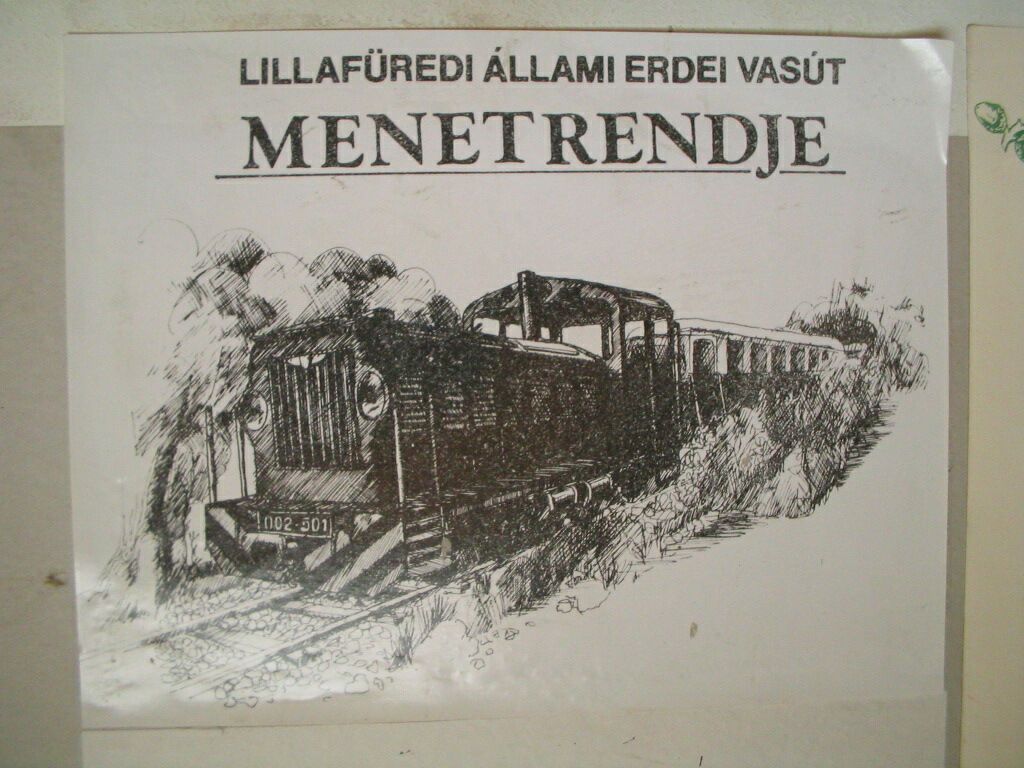 LILLAFÜREDI ÁLLAMI ERDEI VASÚT
MENETRENDJE
002-501